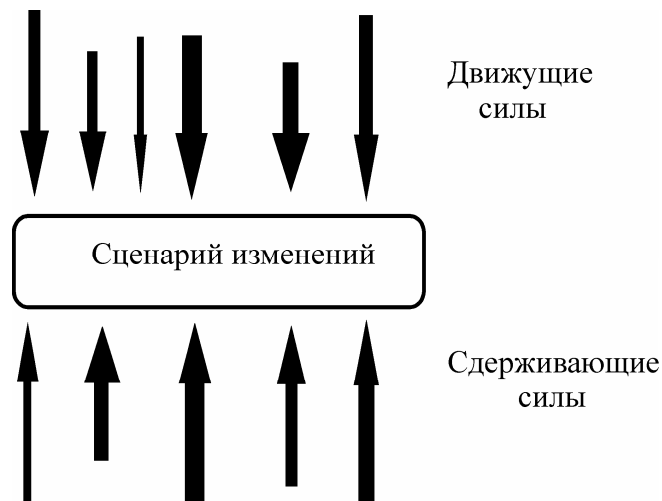 Движущие
силы
Сценарий изменений
Сдерживающие
силы